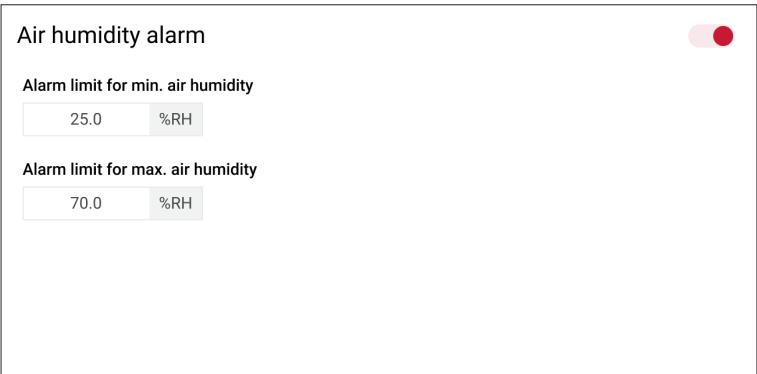 Air humidity alarm
Alarm limit for min. air humidity
25.0 %RH
Alarm limit for max. air humidity
70.0 %RH